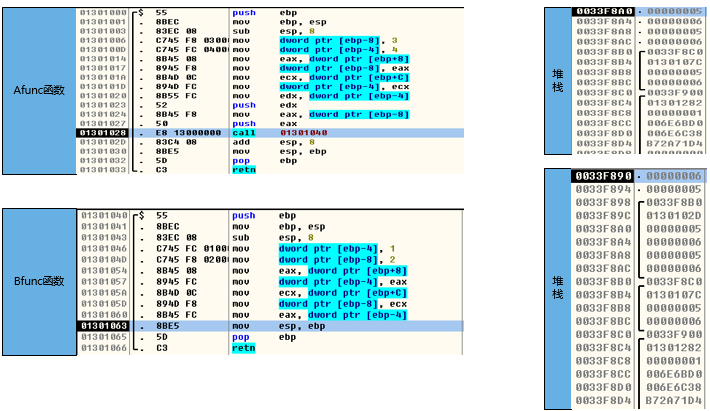 Afunc函数
01301000 ┌$ 55 push ebp
01301001 │. 8BEC mov ebp, esp
01301003 │. 83EC 08 sub esp, 8
01301006 │. C745 F8 03000 mov dword ptr [ebp-8], 3
0130100D │. C745 FC 04000 mov dword ptr [ebp-4], 4
01301014 │. 8B45 08 mov eax, dword ptr [ebp+8]
01301017 │. 8945 F8 mov dword ptr [ebp-8], eax
0130101A │. 8B4D 0C mov ecx, dword ptr [ebp+C]
0130101D │. 894D FC mov dword ptr [ebp-4], ecx
01301020 │. 8B55 FC mov edx, dword ptr [ebp-4]
01301023 │. 52 push edx
01301024 │. 8B45 F8 mov eax, dword ptr [ebp-8]
01301027 │. 50 push eax
01301028 │. E8 13000000 call 01301040
0130102D │. 83C4 08 add esp, 8
01301030 │. 8BE5 mov esp, ebp
01301032 │. 5D pop ebp
01301033 └. C3 retn
堆栈
0033F8A0 · 00000005
0033F8A4 · 00000006
0033F8A8 · 00000005
0033F8AC · 00000006
0033F8B0 ┌0033F8C0
0033F8B4 │0130107C
0033F8B8 │00000005
0033F8BC │00000006
0033F8C0 ┌0033F900
0033F8C4 │01301282
0033F8C8 │00000001
0033F8CC │006E6BD0
0033F8D0 │006E6C38
0033F8D4 │B72A71D4
Bfunc函数
01301040 ┌$ 55 push ebp
01301041 │. 8BEC mov ebp, esp
01301043 │. 83EC 08 sub esp, 8
01301046 │. C745 FC 01000 mov dword ptr [ebp-4], 1
0130104D │. C745 F8 02000 mov dword ptr [ebp-8], 2
01301054 │. 8B45 08 mov eax, dword ptr [ebp+8]
01301057 │. 8945 FC mov dword ptr [ebp-4], eax
0130105A │. 8B4D 0C mov ecx, dword ptr [ebp+C]
0130105D │. 894D F8 mov dword ptr [ebp-8], ecx
01301060 │. 8B45 FC mov eax, dword ptr [ebp-4]
01301063 │. 8BE5 mov esp, ebp
01301065 │. 5D pop ebp
01301066 └. C3 retn
堆栈
0033F890 · 00000006
0033F894 · 00000005
0033F898 ┌0033F8B0
0033F89C │0130102D
0033F8A0 │00000005
0033F8A4 │00000006
0033F8A8 │00000005
0033F8AC │00000006
0033F8B0 ┌0033F8C0
0033F8B4 │0130107C
0033F8B8 │00000005
0033F8BC │00000006
0033F8C0 ┌0033F900
0033F8C4 │01301282
0033F8C8 │00000001
0033F8CC │006E6BD0
0033F8D0 │006E6C38
0033F8D4 │B72A71D4